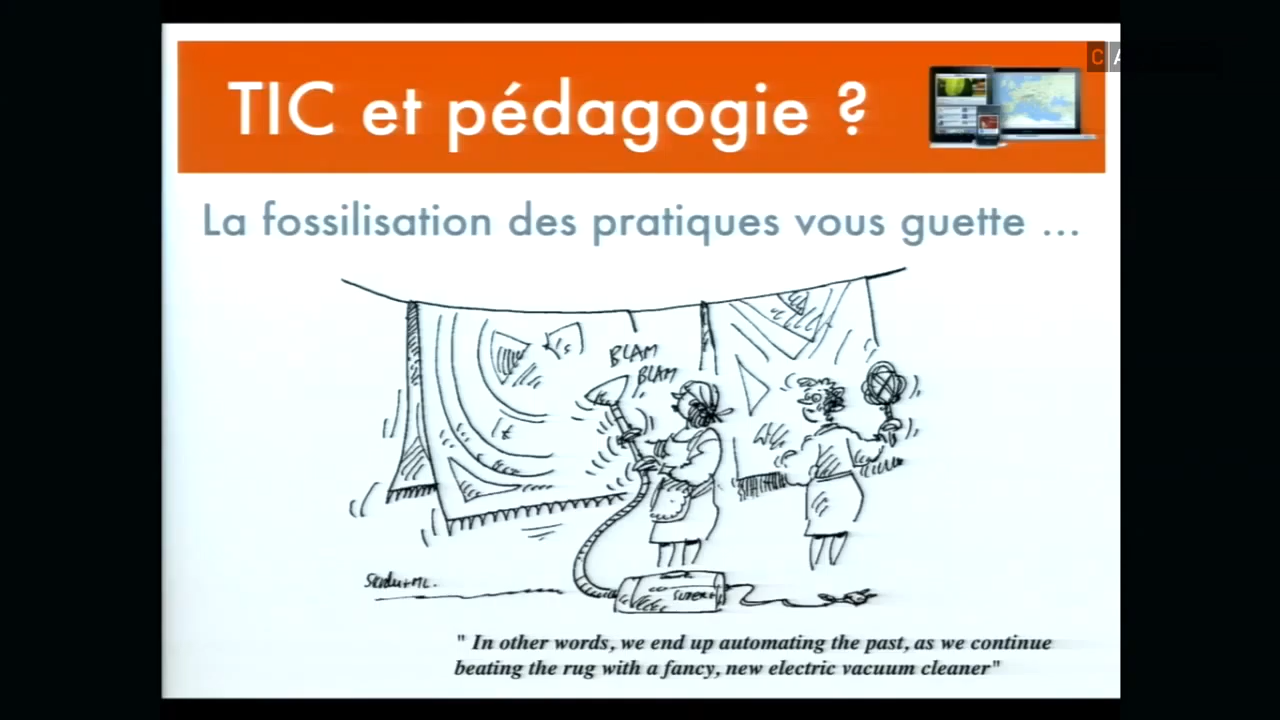 TIC et pédagogie ?
La fossilisation des pratiques vous guette ...
BLAM
BLAM
SUPER+
" In other words, we end up automating the past, as we continue
beating the rug with a fancy, new electric vacuum cleaner"